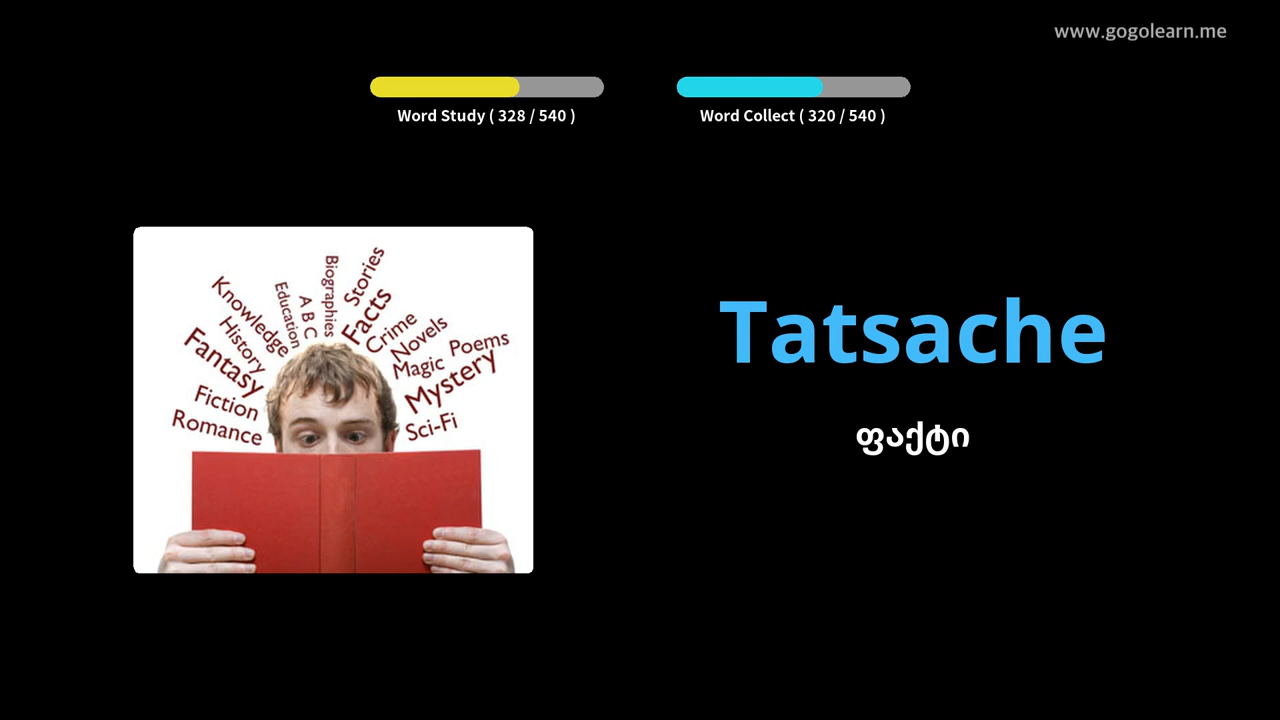 www.gogolearn.me
Word Study ( 328 / 540 )
Word Collect ( 320 / 540 )
Biographies
Stories
Facts
A B C
Education
Knowledge
History
Fantasy
Fiction
Romance
Crime
Novels
Poems
Magic
Mystery
Sci-Fi
Tatsache
ფაქტი